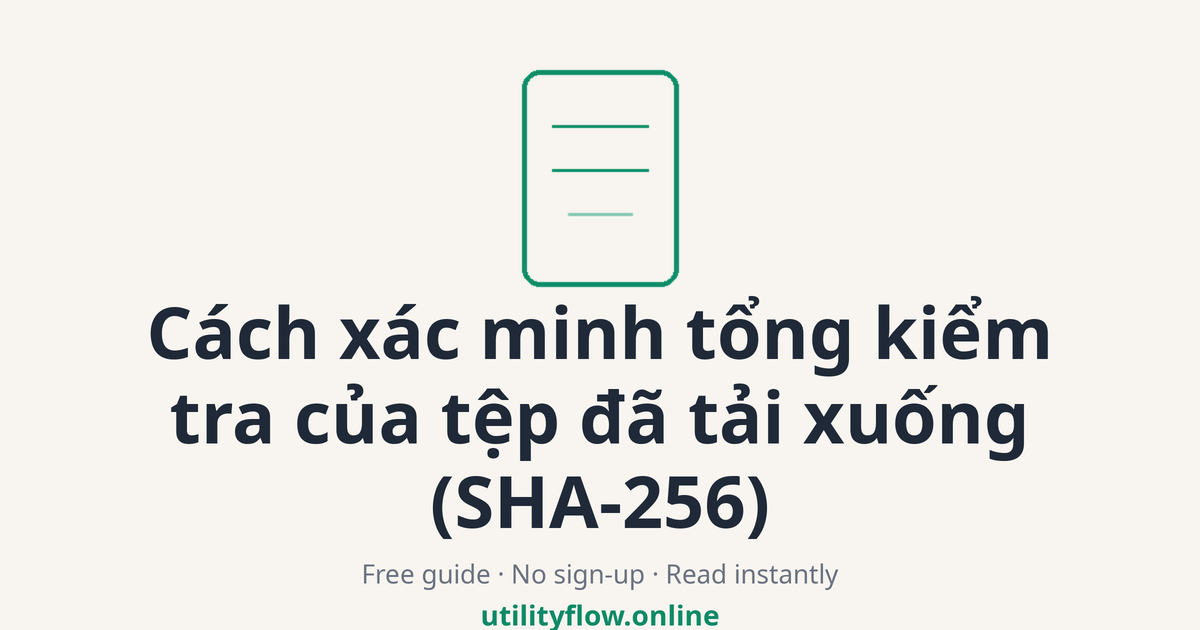 Cách xác minh tổng kiểm
tra của tệp đã tải xuống
(SHA-256)
Free guide · No sign-up · Read instantly
utilityflow.online